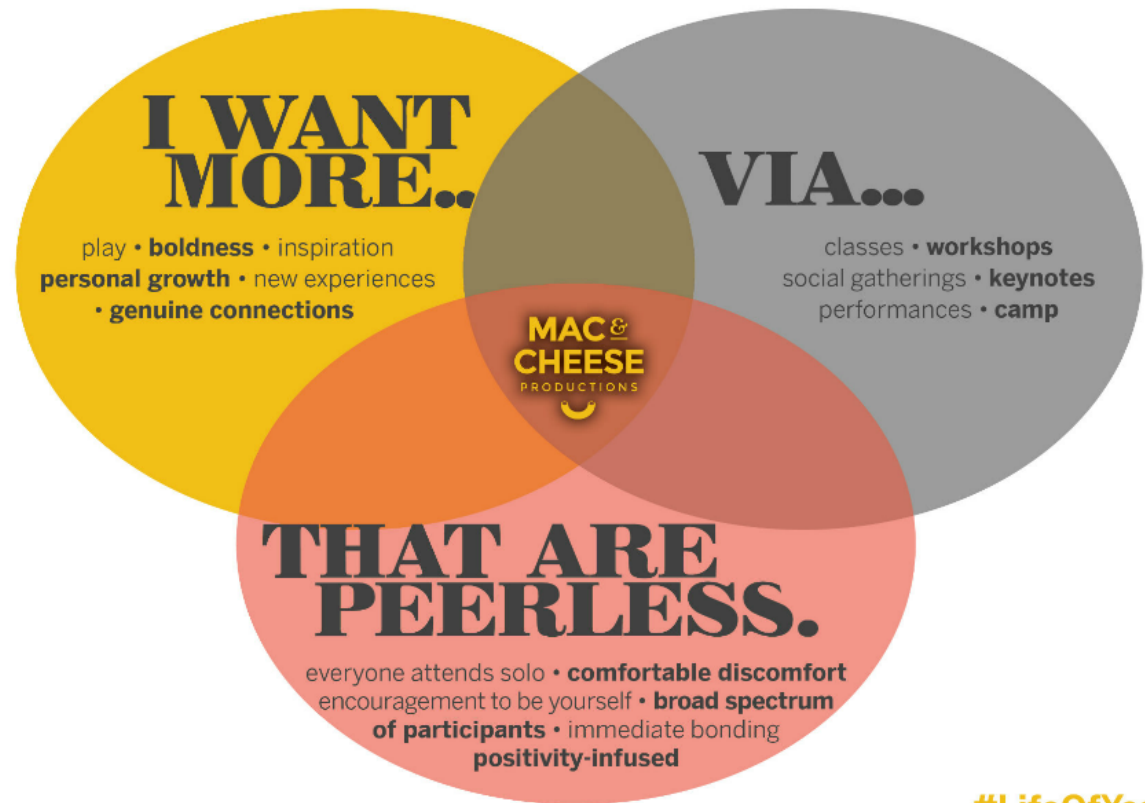 I WANT
MORE..
play • boldness • inspiration
personal growth • new experiences
• genuine connections
VIA...
classes • workshops
social gatherings • keynotes
performances • camp
MAC &
CHEESE
PRODUCTIONS
THAT ARE
PEERLESS.
everyone attends solo • comfortable discomfort
encouragement to be yourself • broad spectrum
of participants • immediate bonding
positivity-infused